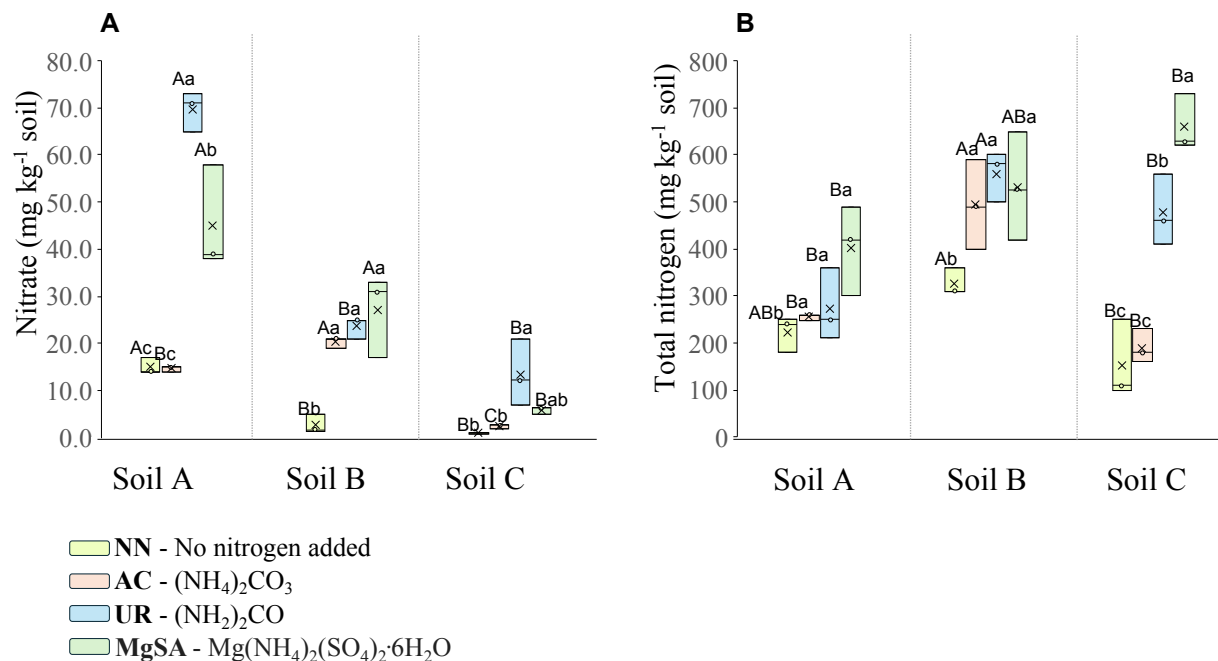 A
Nitrate (mg kg⁻¹ soil)
80.0
70.0
60.0
50.0
40.0
30.0
20.0
10.0
0.0
Ac
Bc
Aa
Ab
Bb
Aa
Ba
Aa
Bb
Cb
Ba
Bab
Soil A
Soil B
Soil C
B
Total nitrogen (mg kg⁻¹ soil)
800
700
600
500
400
300
200
100
0
ABb
Ba
Ba
Ba
Ab
Aa
Aa
ABa
Bc
Bc
Bb
Ba
Soil A
Soil B
Soil C
NN - No nitrogen added
AC - (NH₄)₂CO₃
UR - (NH₂)₂CO
MgSA - Mg(NH₄)₂(SO₄)₂·6H₂O